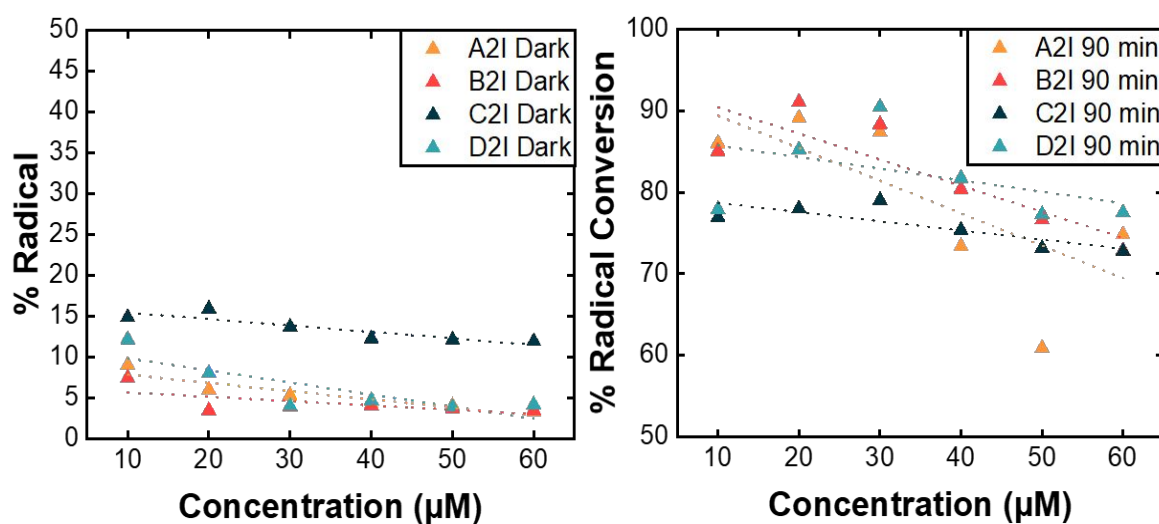 50
45
40
35
30
25
20
15
10
5
0
% Radical
A2I Dark
B2I Dark
C2I Dark
D2I Dark
10 20 30 40 50 60
Concentration (µM)
100
90
80
70
60
50
% Radical Conversion
A2I 90 min
B2I 90 min
C2I 90 min
D2I 90 min
10 20 30 40 50 60
Concentration (µM)